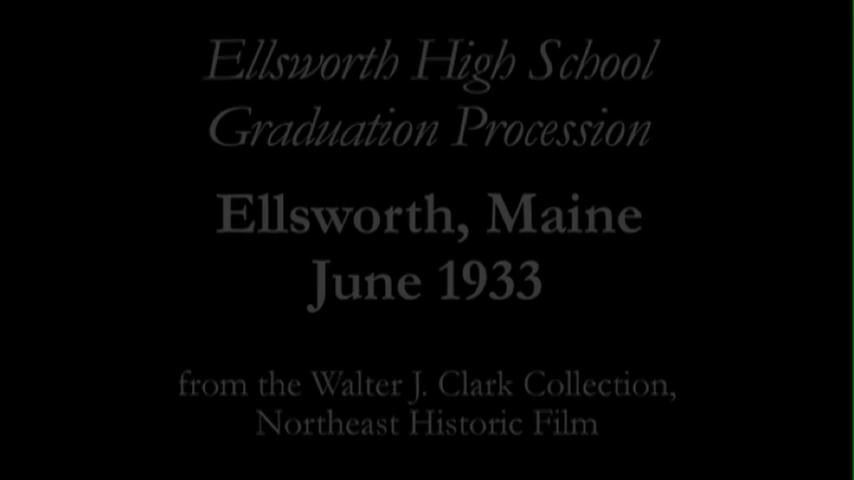 Ellsworth High School
Graduation Procession
Ellsworth, Maine
June 1933
from the Walter J. Clark Collection,
Northeast Historic Film